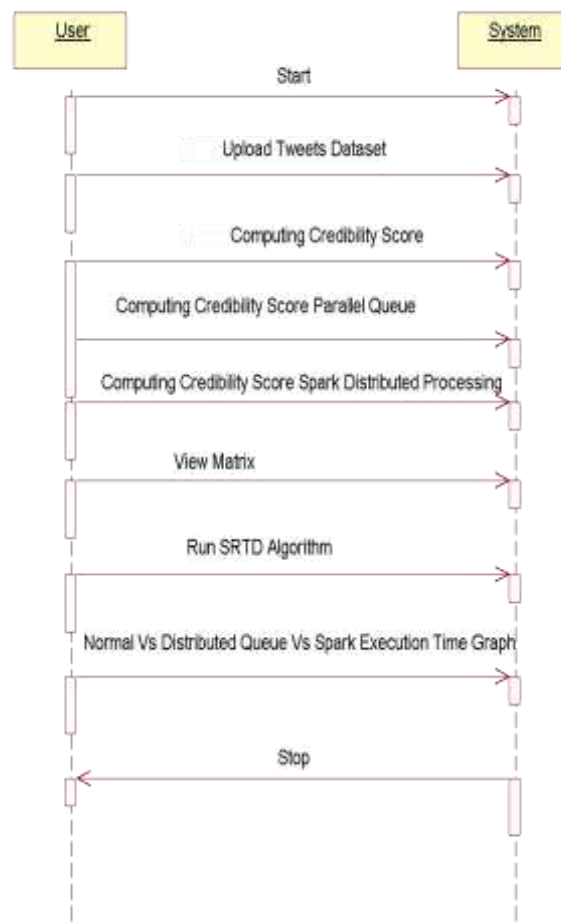 User
System
Start
Upload Tweets Dataset
Computing Credibility Score
Computing Credibility Score Parallel Queue
Computing Credibility Score Spark Distributed Processing
View Matrix
Run SRTD Algorithm
Normal Vs Distributed Queue Vs Spark Execution Time Graph
Stop